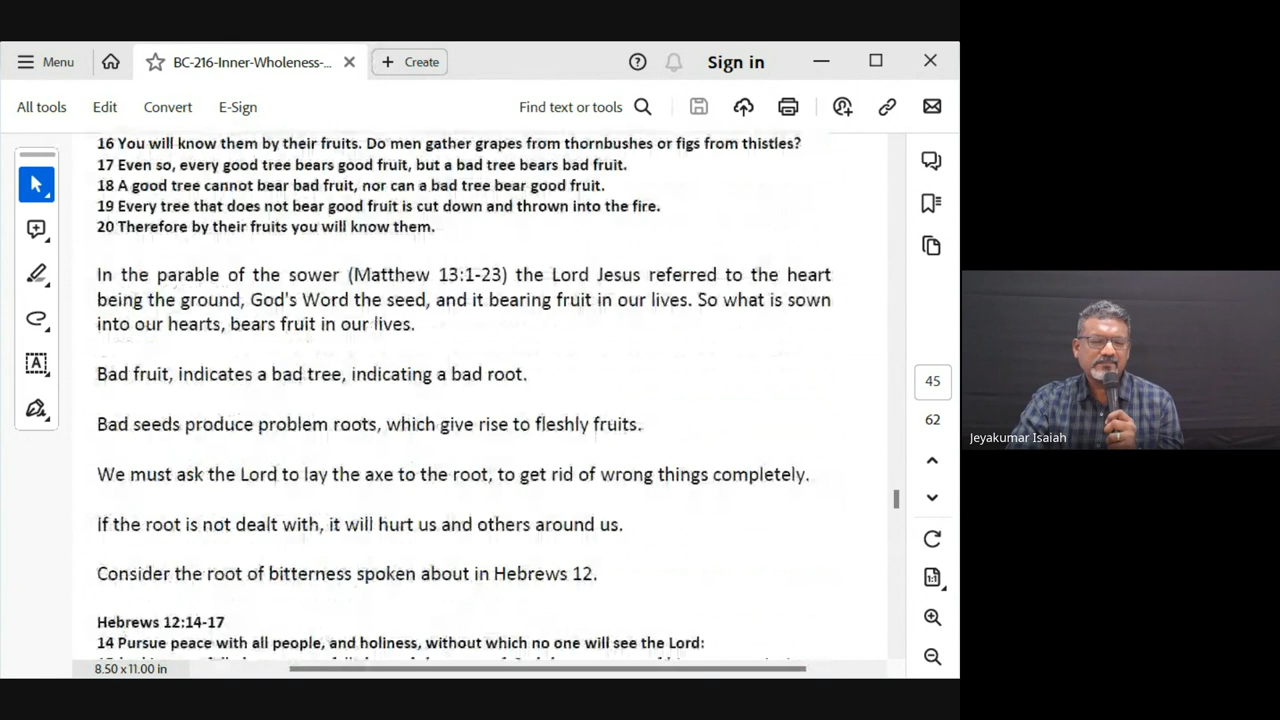 Menu
BC-216-Inner-Wholeness-...
Create
Sign in
All tools
Edit
Convert
E-Sign
Find text or tools
16 You will know them by their fruits. Do men gather grapes from thornbushes or figs from thistles?
17 Even so, every good tree bears good fruit, but a bad tree bears bad fruit.
18 A good tree cannot bear bad fruit, nor can a bad tree bear good fruit.
19 Every tree that does not bear good fruit is cut down and thrown into the fire.
20 Therefore by their fruits you will know them.
In the parable of the sower (Matthew 13:1-23) the Lord Jesus referred to the heart
being the ground, God's Word the seed, and it bearing fruit in our lives. So what is sown
into our hearts, bears fruit in our lives.
Bad fruit, indicates a bad tree, indicating a bad root.
Bad seeds produce problem roots, which give rise to fleshly fruits.
We must ask the Lord to lay the axe to the root, to get rid of wrong things completely.
If the root is not dealt with, it will hurt us and others around us.
Consider the root of bitterness spoken about in Hebrews 12.
Hebrews 12:14-17
14 Pursue peace with all people, and holiness, without which no one will see the Lord:
8.50 x 11.00 in
45
62
1:1
Jeyakumar Isaiah